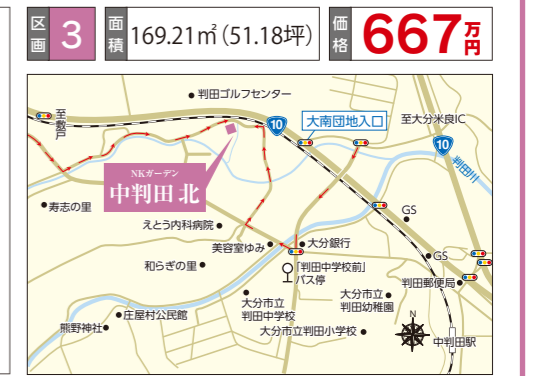 区画 3
面積 169.21㎡(51.18坪)
価格 667万円
判田ゴルフセンター
至敷戸
10
大南団地入口
至大分米良IC
10
判田川
NKガーデン
中判田 北
寿志の里
えとう内科病院
GS
美容室ゆみ
大分銀行
和らぎの里
「判田中学校前」
バス停
GS
判田郵便局
大分市立
判田中学校
大分市立
判田幼稚園
庄屋村公民館
熊野神社
大分市立判田小学校
N
中判田駅